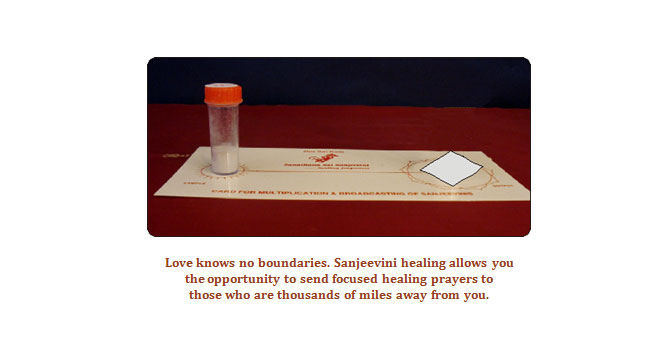 CARD FOR MULTIPLICATION & BROADCASTING OF SANJEEVINIS
Love knows no boundaries. Sanjeevini healing allows you
the opportunity to send focused healing prayers to
those who are thousands of miles away from you.